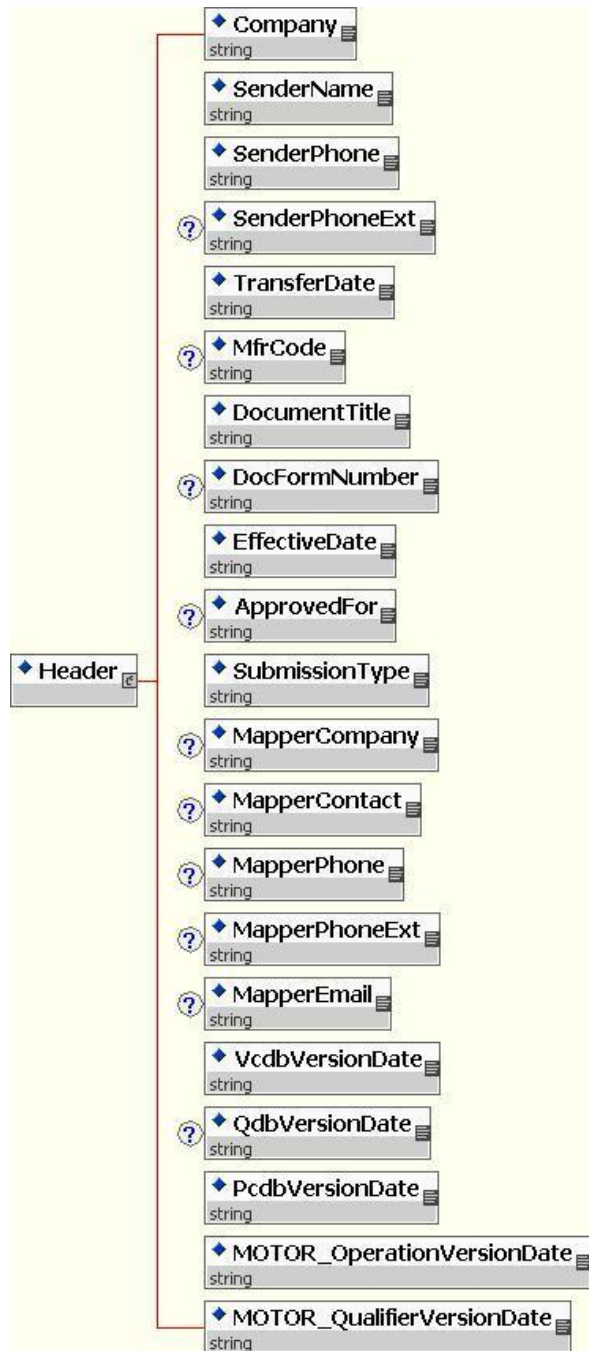 Company
string
SenderName
string
SenderPhone
string
? SenderPhoneExt
string
TransferDate
string
? MfrCode
string
DocumentTitle
string
? DocFormNumber
string
EffectiveDate
string
? ApprovedFor
string
Header
SubmissionType
string
? MapperCompany
string
? MapperContact
string
? MapperPhone
string
? MapperPhoneExt
string
? MapperEmail
string
VcdbVersionDate
string
? QdbVersionDate
string
PcdbVersionDate
string
MOTOR_OperationVersionDate
string
MOTOR_QualifierVersionDate
string